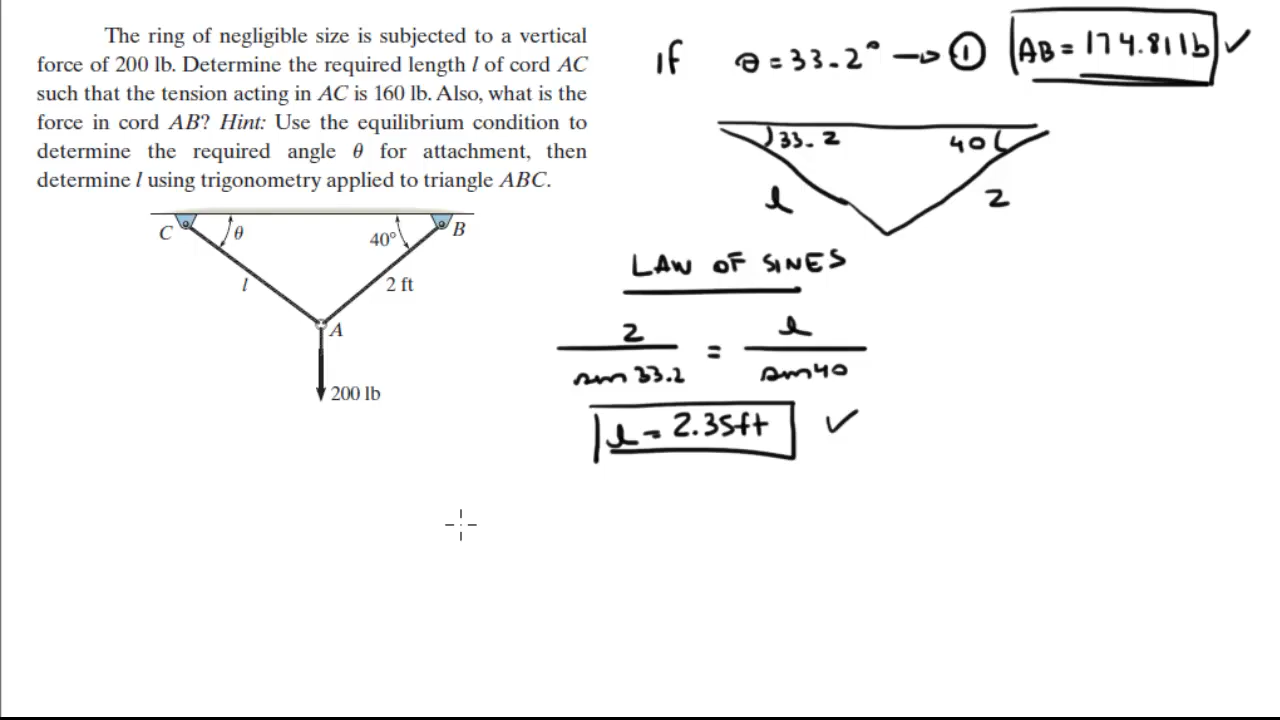 The ring of negligible size is subjected to a vertical
force of 200 lb. Determine the required length l of cord AC
such that the tension acting in AC is 160 lb. Also, what is the
force in cord AB? Hint: Use the equilibrium condition to
determine the required angle θ for attachment, then
determine l using trigonometry applied to triangle ABC.
C
θ
40°
B
l
2 ft
A
200 lb
If θ = 33.2° → ① AB = 174.81 lb ✓
33.2
40
l
2
LAW OF SINES
2 / sin 33.2 = l / sin 40
l = 2.35ft ✓